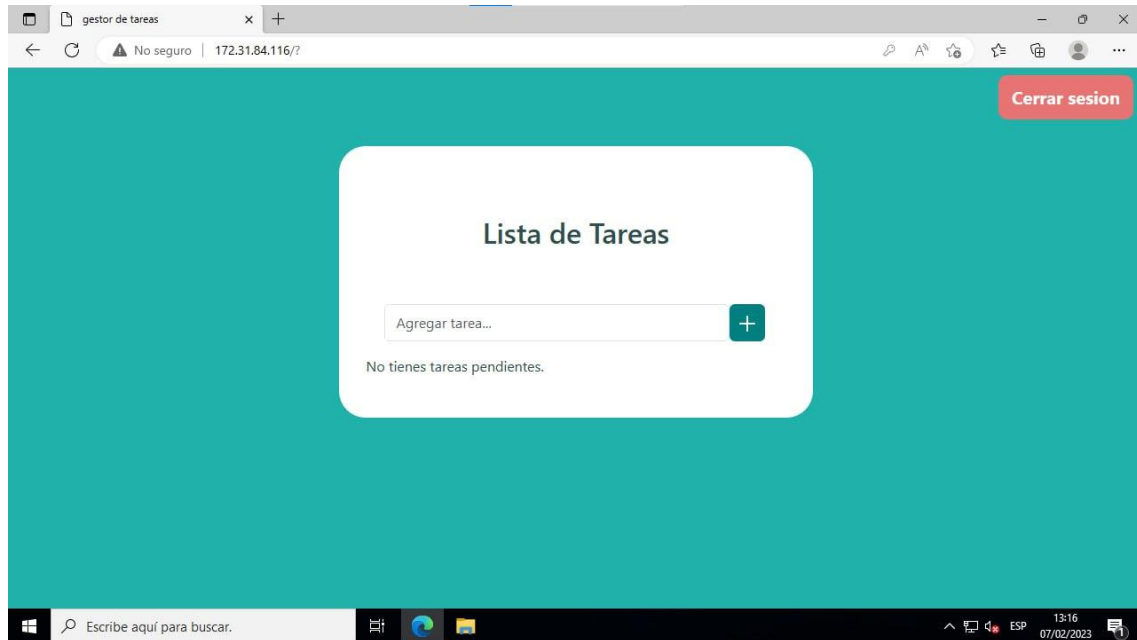 gestor de tareas
No seguro | 172.31.84.116/?
Cerrar sesion
Lista de Tareas
Agregar tarea...
No tienes tareas pendientes.
Escribe aquí para buscar.
ESP
13:16
07/02/2023
1